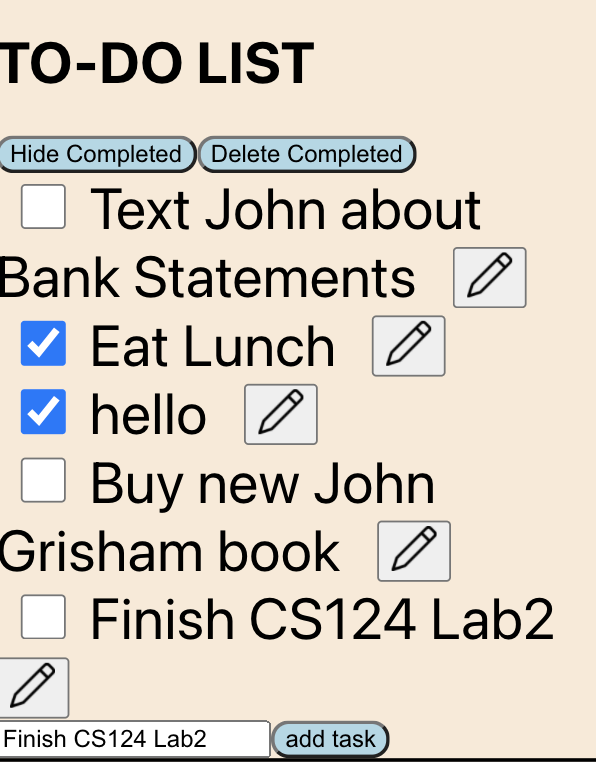 TO-DO LIST
Hide Completed Delete Completed
Text John about
Bank Statements
Eat Lunch
hello
Buy new John
Grisham book
Finish CS124 Lab2
Finish CS124 Lab2 add task